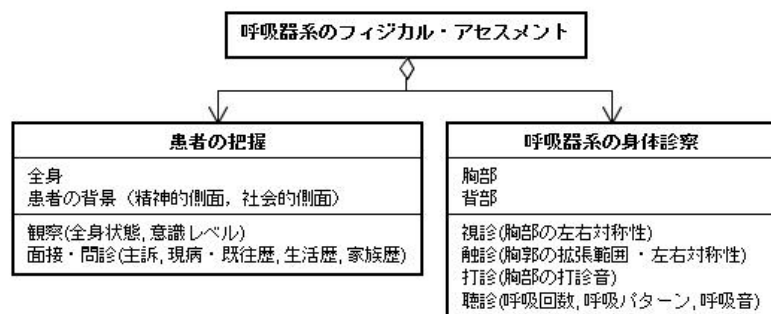 呼吸器系のフィジカル・アセスメント
患者の把握
全身
患者の背景（精神的側面，社会的側面）
観察(全身状態, 意識レベル)
面接・問診(主訴, 現病・既往歴, 生活歴, 家族歴)
呼吸器系の身体診察
胸部
背部
視診(胸部の左右対称性)
触診(胸郭の拡張範囲・左右対称性)
打診(胸部の打診音)
聴診(呼吸回数, 呼吸パターン, 呼吸音)